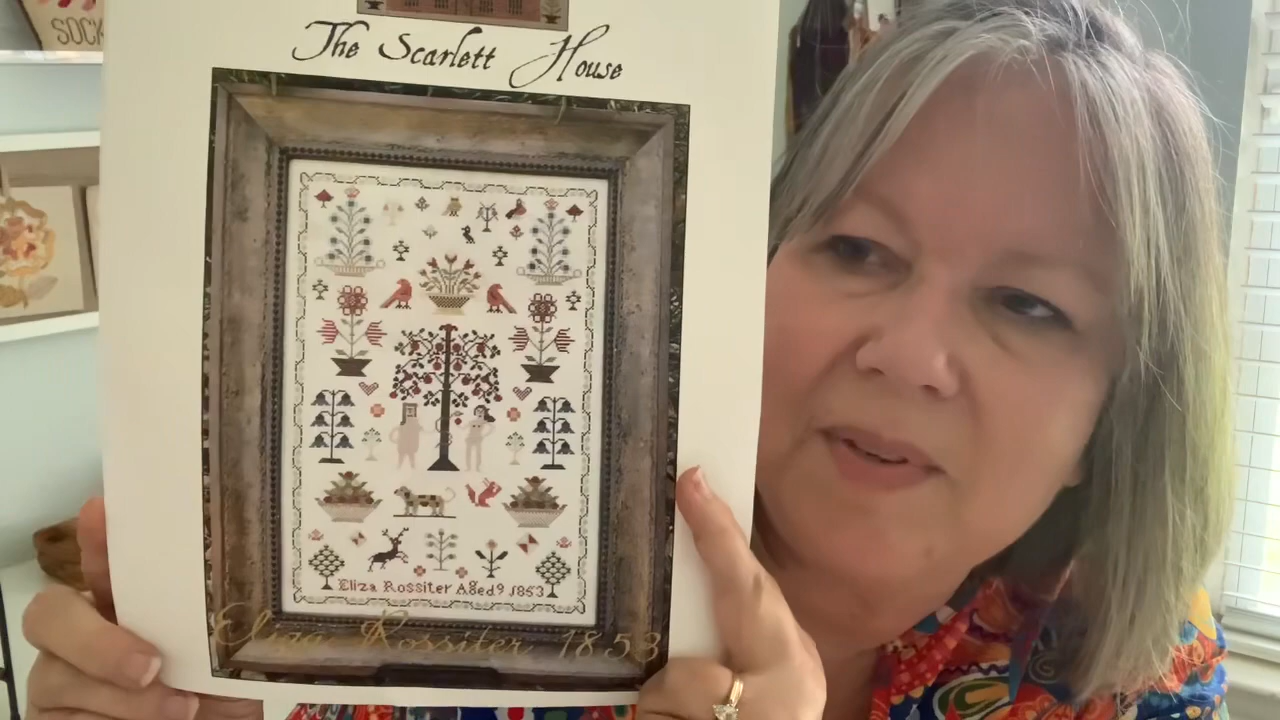 SOCK
The Scarlett House
Eliza Rossiter Aged 9 1853
Eliza Rossiter 1853